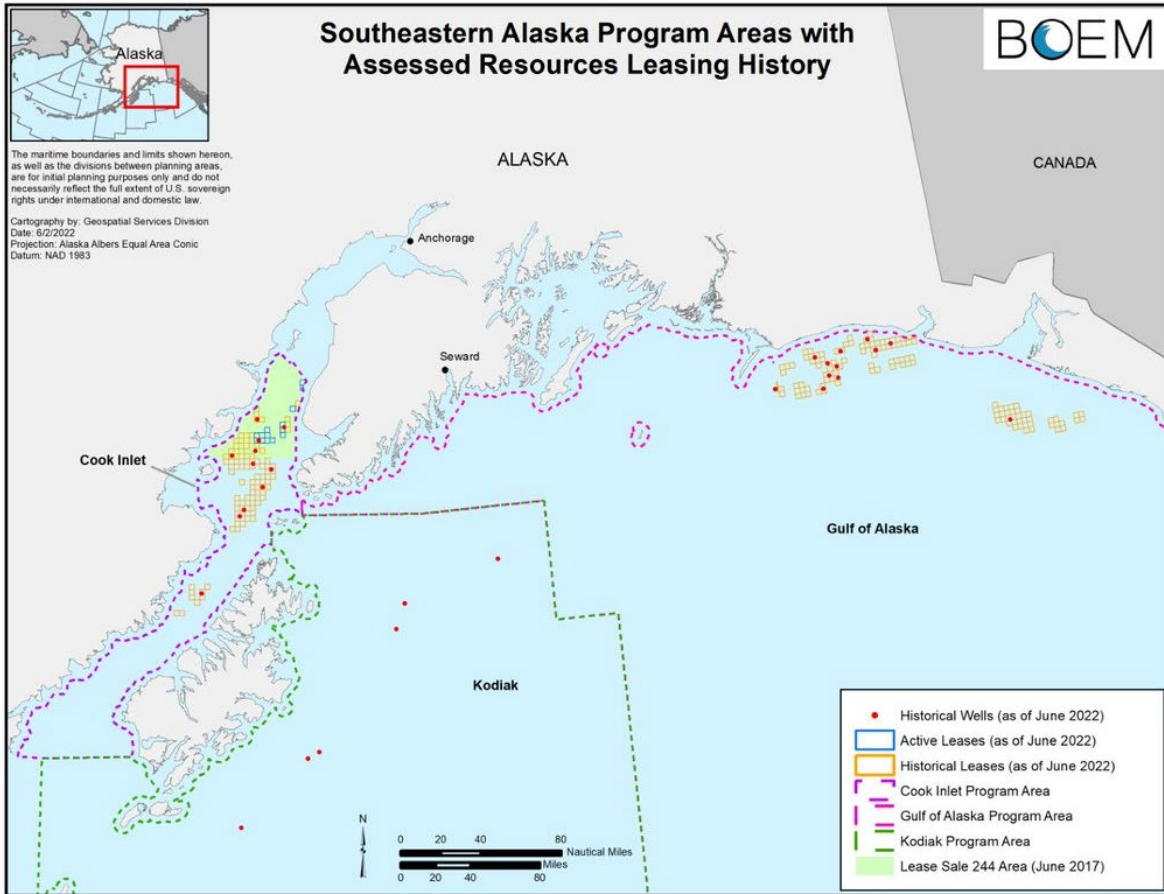 Southeastern Alaska Program Areas with
Assessed Resources Leasing History
BOEM
Alaska
The maritime boundaries and limits shown hereon,
as well as the divisions between planning areas,
are for initial planning purposes only and do not
necessarily reflect the full extent of U.S. sovereign
rights under international and domestic law.
Cartography by: Geospatial Services Division
Date: 6/2/2022
Projection: Alaska Albers Equal Area Conic
Datum: NAD 1983
ALASKA
CANADA
Anchorage
Seward
Cook Inlet
Gulf of Alaska
Kodiak
Historical Wells (as of June 2022)
Active Leases (as of June 2022)
Historical Leases (as of June 2022)
Cook Inlet Program Area
Gulf of Alaska Program Area
Kodiak Program Area
Lease Sale 244 Area (June 2017)
N
0 20 40 80
Nautical Miles
Miles
0 20 40 80